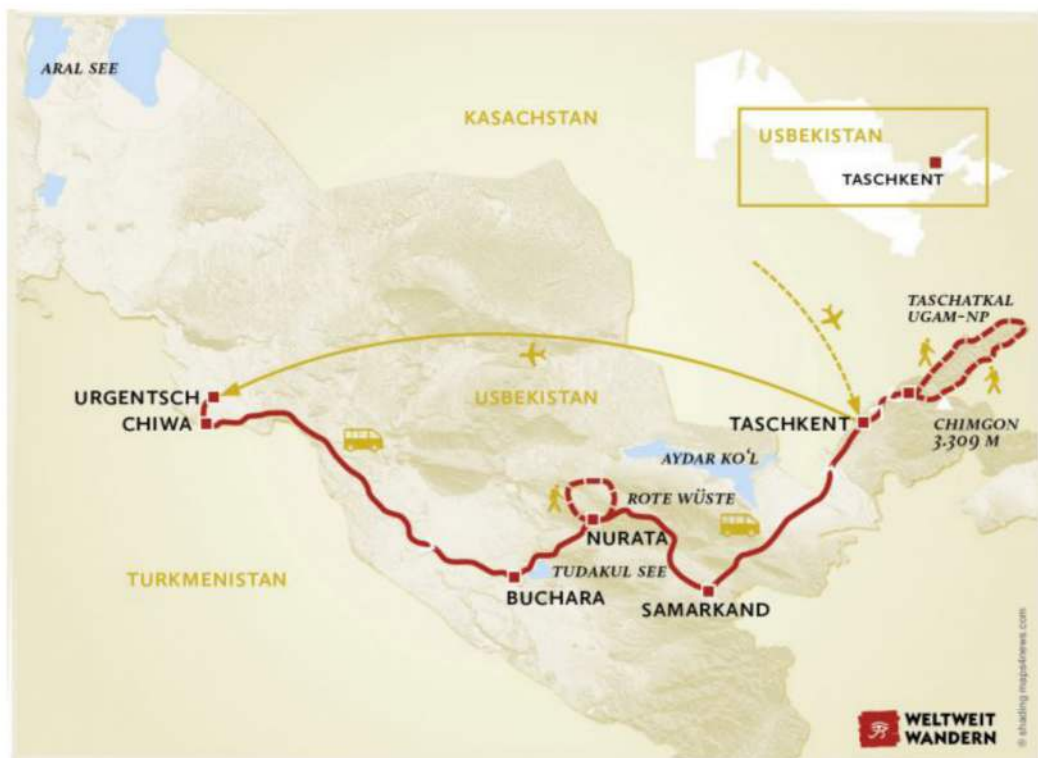 ARAL SEE
KASACHSTAN
USBEKISTAN
TASCHKENT
TASCHATKAL
UGAM-NP
URGENTSCH
CHIWA
USBEKISTAN
TASCHKENT
CHIMGON
3.309 M
AYDAR KO'L
ROTE WÜSTE
NURATA
TURKMENISTAN
TUDAKUL SEE
BUCHARA
SAMARKAND
WELTWEIT
WANDERN
© shading maps4news.com